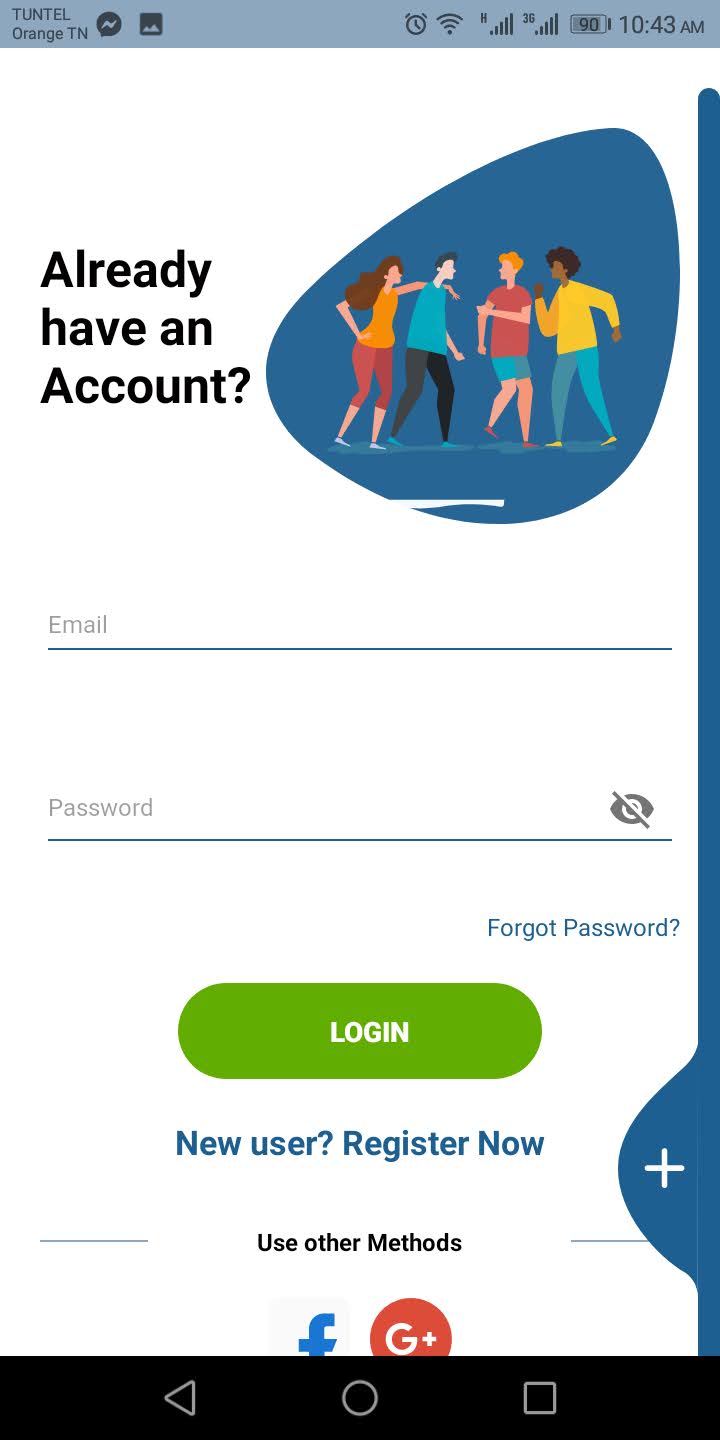 TUNTEL
Orange TN
H 3G 90 10:43 AM
Already
have an
Account?
Email
Password
Forgot Password?
LOGIN
New user? Register Now
Use other Methods
f G+